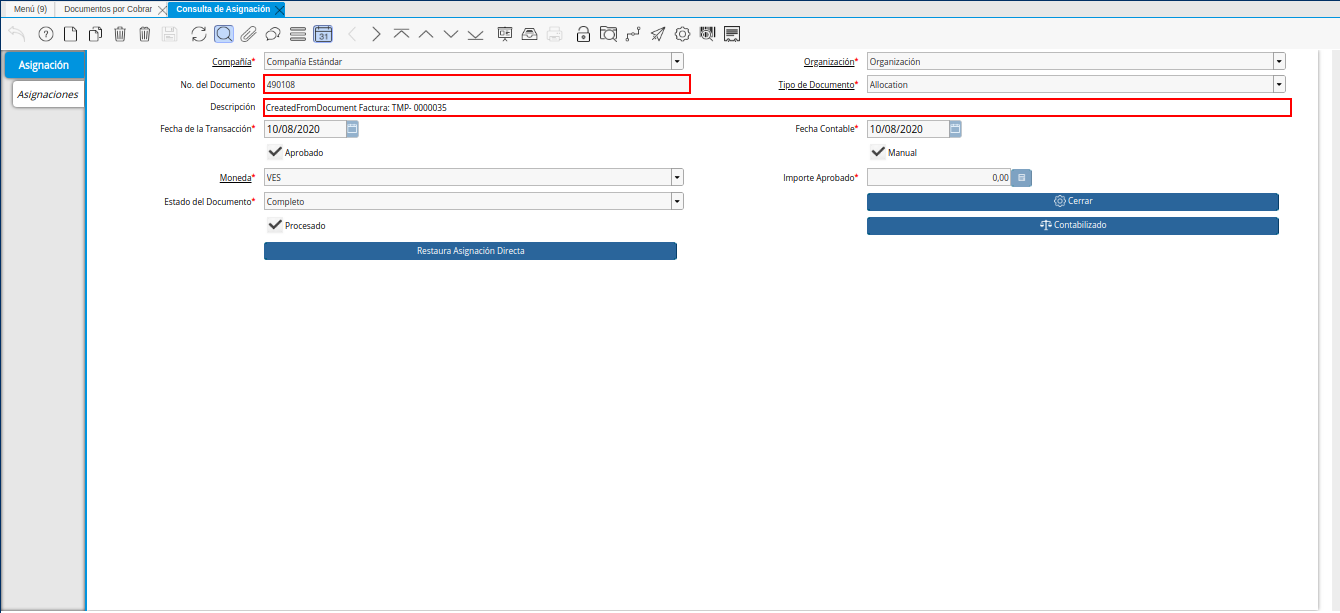 Menú (9) Documentos por Cobrar Consulta de Asignación
31
Asignación
Asignaciones
Compañía* Compañía Estándar Organización* Organización
No. del Documento 490108 Tipo de Documento* Allocation
Descripción CreatedFromDocument Factura: TMP- 0000035
Fecha de la Transacción* 10/08/2020 Fecha Contable* 10/08/2020
Aprobado Manual
Moneda* VES Importe Aprobado* 0,00
Estado del Documento* Completo Cerrar
Procesado Contabilizado
Restaura Asignación Directa